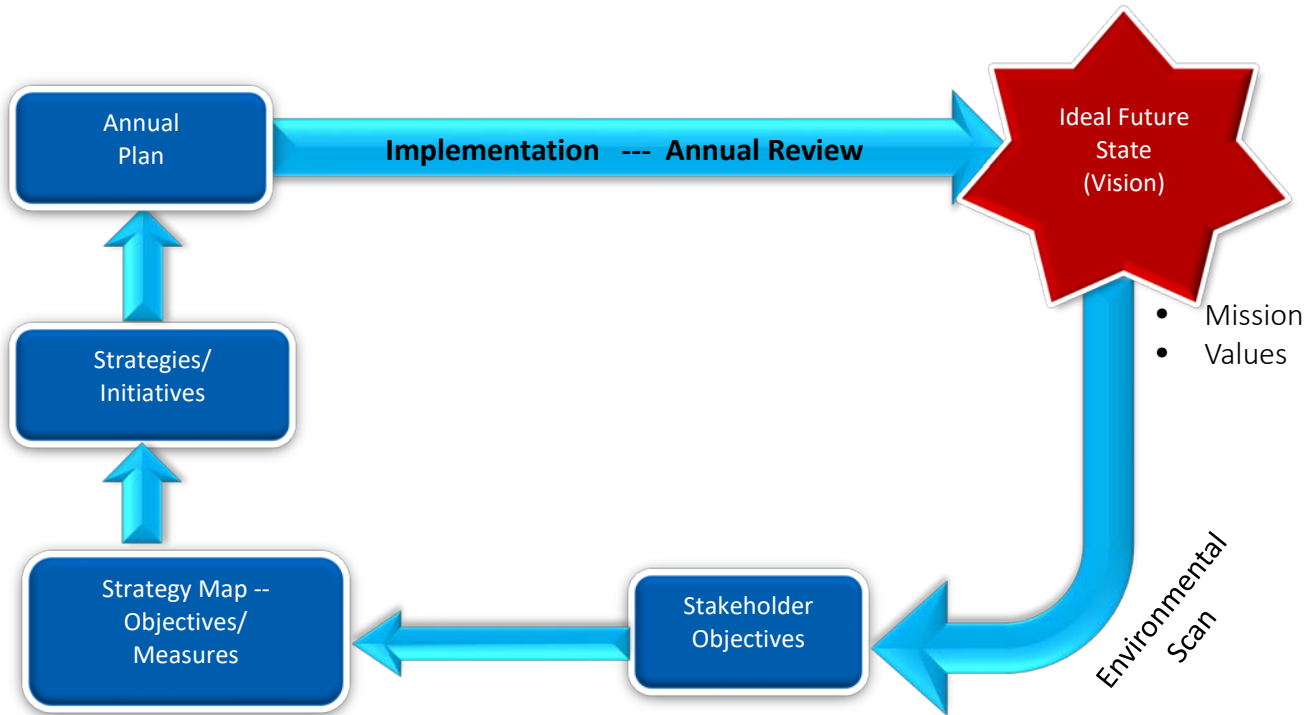 Annual
Plan
Implementation --- Annual Review
Ideal Future
State
(Vision)
• Mission
• Values
Strategies/
Initiatives
Environmental
Scan
Strategy Map --
Objectives/
Measures
Stakeholder
Objectives